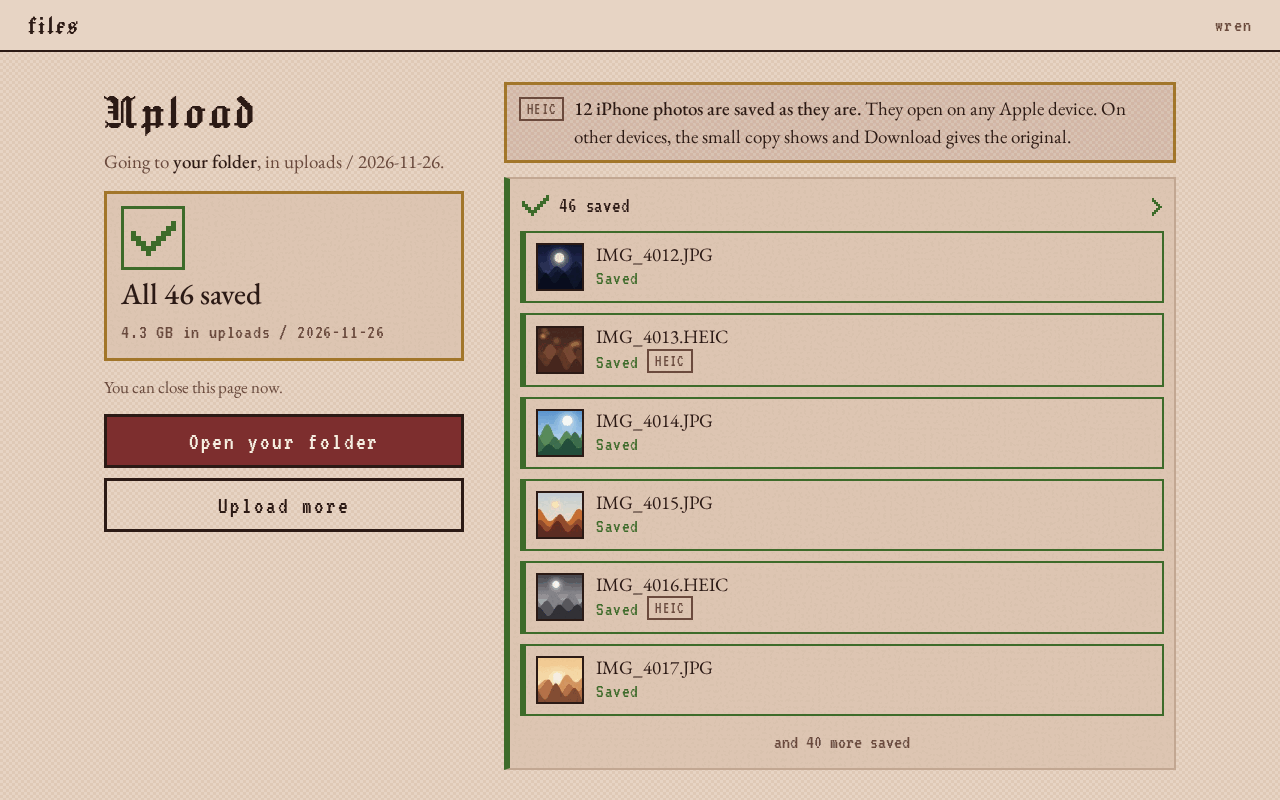 files
wren
Upload
Going to your folder, in uploads / 2026-11-26.
All 46 saved
4.3 GB in uploads / 2026-11-26
You can close this page now.
Open your folder
Upload more
HEIC
12 iPhone photos are saved as they are. They open on any Apple device. On
other devices, the small copy shows and Download gives the original.
46 saved
IMG_4012.JPG
Saved
IMG_4013.HEIC
Saved HEIC
IMG_4014.JPG
Saved
IMG_4015.JPG
Saved
IMG_4016.HEIC
Saved HEIC
IMG_4017.JPG
Saved
and 40 more saved